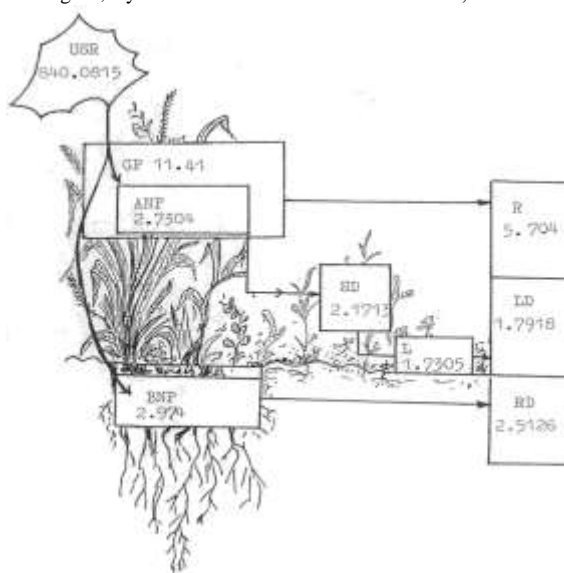 USR
840.0815
GP 11.41
ANP
2.7304
R
5.704
SD
2.1713
LD
1.7918
L
1.7305
BNP
2.974
RD
2.5126